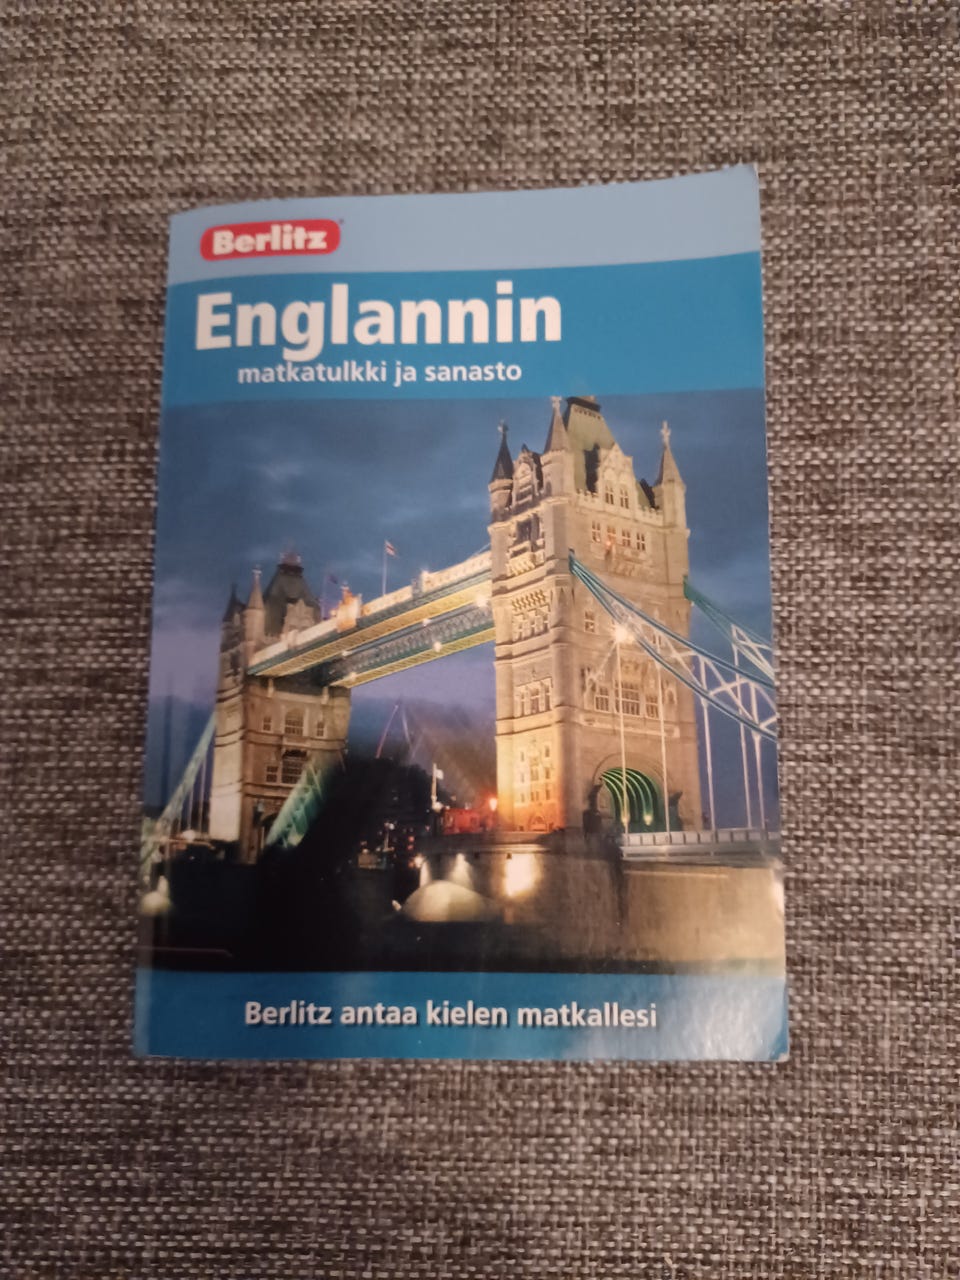 Berlitz
Englannin
matkatulkki ja sanasto
Berlitz antaa kielen matkallesi